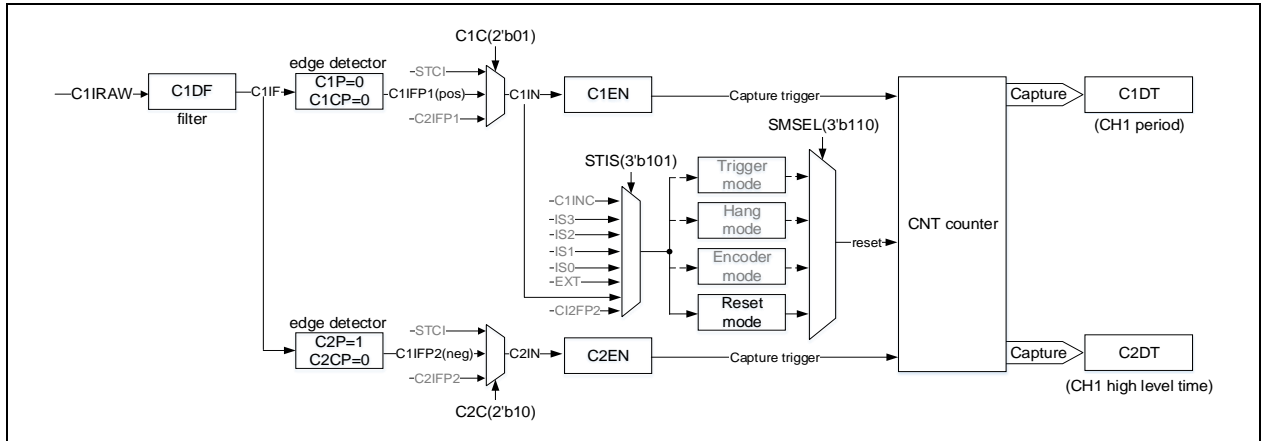 C1C(2'b01)
edge detector
C1IRAW
C1DF
filter
C1IF
C1P=0
C1CP=0
STCI
C1IFP1(pos)
C2IFP1
C1IN
C1EN
Capture trigger
Capture
C1DT
(CH1 period)
SMSEL(3'b110)
STIS(3'b101)
C1INC
IS3
IS2
IS1
IS0
EXT
CI2FP2
Trigger
mode
Hang
mode
Encoder
mode
Reset
mode
reset
CNT counter
edge detector
C2P=1
C2CP=0
STCI
C1IFP2(neg)
C2IFP2
C2IN
C2EN
Capture trigger
Capture
C2DT
(CH1 high level time)
C2C(2'b10)